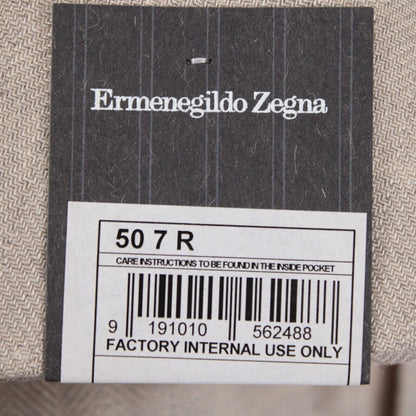 Ermenegildo Zegna
50 7 R
CARE INSTRUCTIONS TO BE FOUND IN THE INSIDE POCKET
9 191010 562488
FACTORY INTERNAL USE ONLY